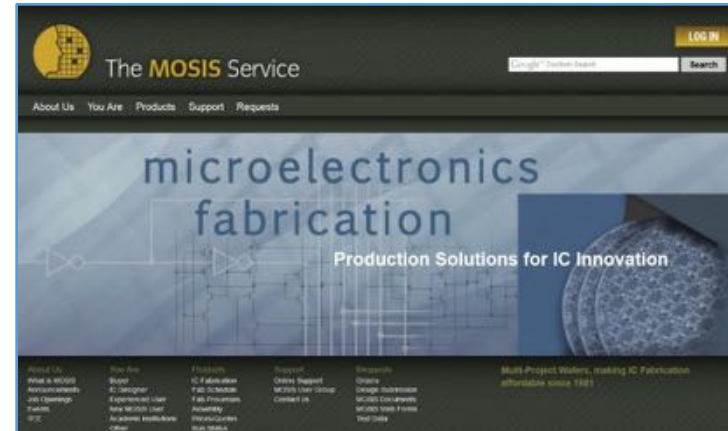 LOG IN
The MOSIS Service
Search
About Us You Are Products Support Requests
microelectronics
fabrication
Production Solutions for IC Innovation
About Us You Are Products Support Requests
What is MOSIS Buyer IC Fabrication Online Support Orders
Announcements IC Designer Fab Schedule MOSIS User Group Design Submission
Job Openings Experienced User Fab Processes Contact Us MOSIS Documents
Events New MOSIS User Assembly MOSIS Web Forms
中文 Academic Institutions Prices/Quotes Test Data
Other Run Status
Multi-Project Wafers, making IC Fabrication
affordable since 1981